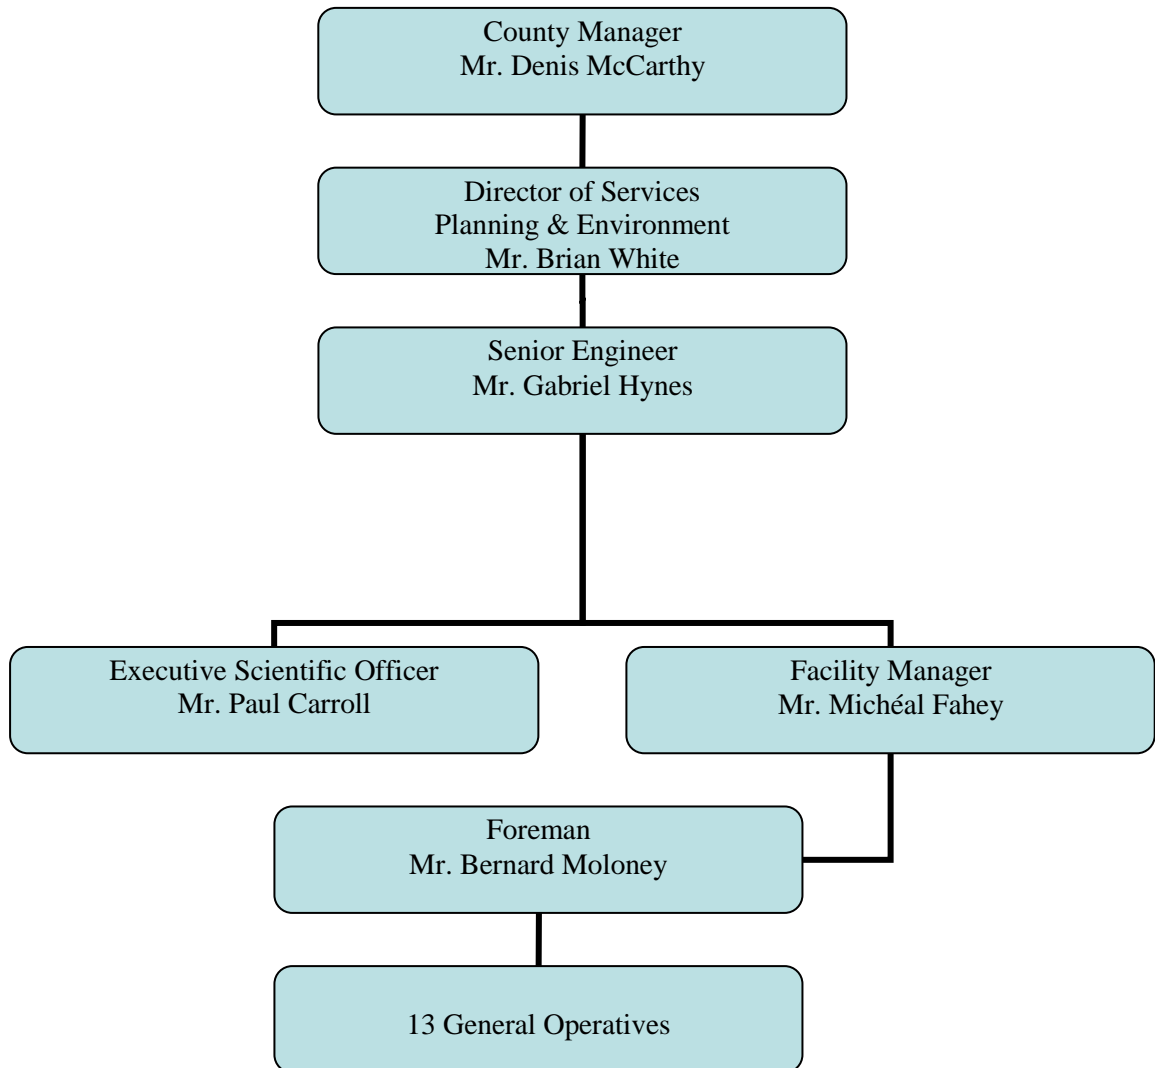 County Manager
Mr. Denis McCarthy
Director of Services
Planning & Environment
Mr. Brian White
Senior Engineer
Mr. Gabriel Hynes
Executive Scientific Officer
Mr. Paul Carroll
Facility Manager
Mr. Michéal Fahey
Foreman
Mr. Bernard Moloney
13 General Operatives